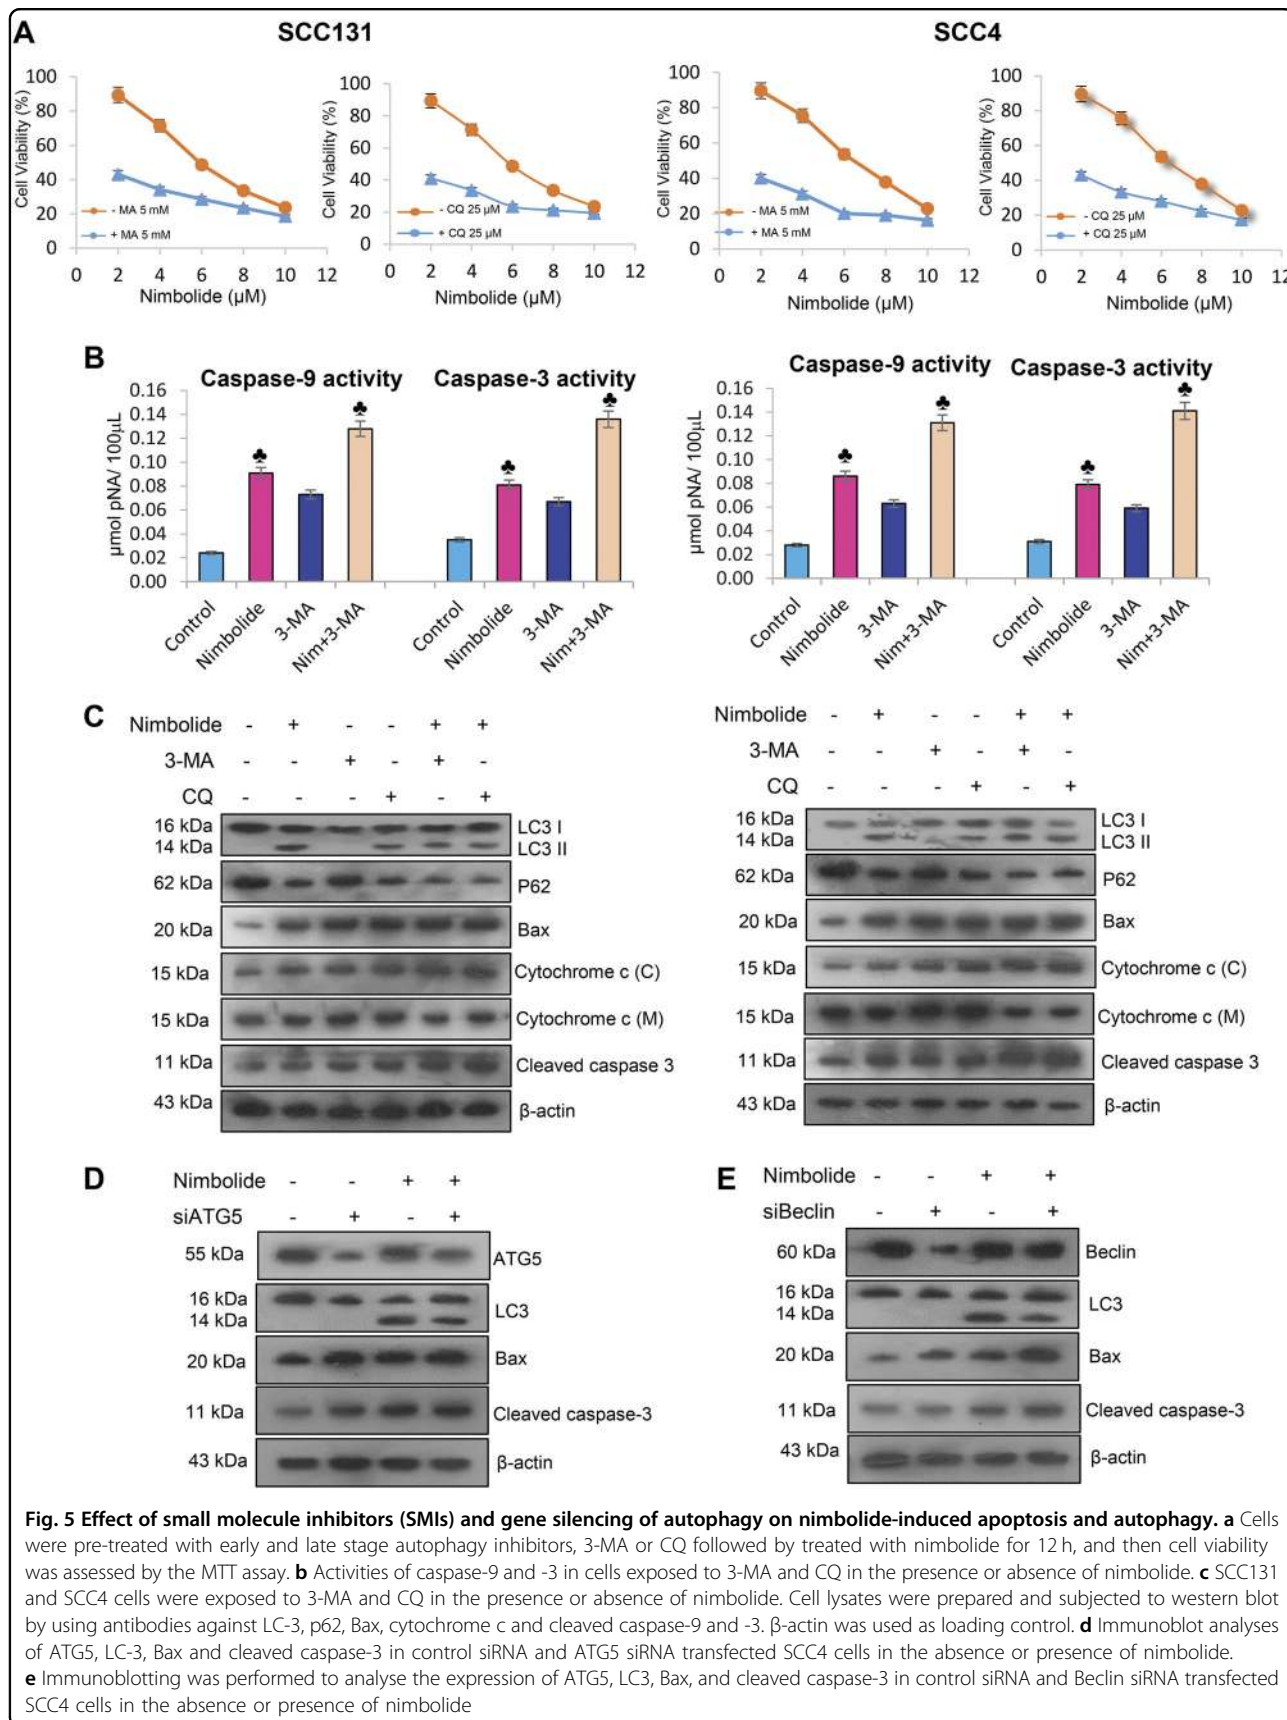 A
SCC131
SCC4
Cell Viability (%)
100
80
60
40
20
0
- MA 5 mM
+ MA 5 mM
0 2 4 6 8 10 12
Nimbolide (µM)
Cell Viability (%)
100
80
60
40
20
0
- CQ 25 µM
+ CQ 25 µM
0 2 4 6 8 10 12
Nimbolide (µM)
Cell Viability (%)
100
80
60
40
20
0
- MA 5 mM
+ MA 5 mM
0 2 4 6 8 10 12
Nimbolide (µM)
Cell Viability (%)
100
80
60
40
20
0
- CQ 25 µM
+ CQ 25 µM
0 2 4 6 8 10 12
Nimbolide (µM)
B
Caspase-9 activity Caspase-3 activity
µmol pNA/ 100µL
0.16
0.14
0.12
0.10
0.08
0.06
0.04
0.02
0.00
♣ ♣ ♣ ♣
Control Nimbolide 3-MA Nim+3-MA Control Nimbolide 3-MA Nim+3-MA
Caspase-9 activity Caspase-3 activity
µmol pNA/ 100µL
0.16
0.14
0.12
0.10
0.08
0.06
0.04
0.02
0.00
♣ ♣ ♣ ♣
Control Nimbolide 3-MA Nim+3-MA Control Nimbolide 3-MA Nim+3-MA
C
Nimbolide - + - - + +
3-MA - - + - + -
CQ - - - + - +
16 kDa LC3 I
14 kDa LC3 II
62 kDa P62
20 kDa Bax
15 kDa Cytochrome c (C)
15 kDa Cytochrome c (M)
11 kDa Cleaved caspase 3
43 kDa β-actin
Nimbolide - + - - + +
3-MA - - + - + -
CQ - - - + - +
16 kDa LC3 I
14 kDa LC3 II
62 kDa P62
20 kDa Bax
15 kDa Cytochrome c (C)
15 kDa Cytochrome c (M)
11 kDa Cleaved caspase 3
43 kDa β-actin
D
Nimbolide - - + +
siATG5 - + - +
55 kDa ATG5
16 kDa
LC3
14 kDa
20 kDa Bax
11 kDa Cleaved caspase-3
43 kDa β-actin
E
Nimbolide - - + +
siBeclin - + - +
60 kDa Beclin
16 kDa
LC3
14 kDa
20 kDa Bax
11 kDa Cleaved caspase-3
43 kDa β-actin
Fig. 5 Effect of small molecule inhibitors (SMIs) and gene silencing of autophagy on nimbolide-induced apoptosis and autophagy. a Cells
were pre-treated with early and late stage autophagy inhibitors, 3-MA or CQ followed by treated with nimbolide for 12 h, and then cell viability
was assessed by the MTT assay. b Activities of caspase-9 and -3 in cells exposed to 3-MA and CQ in the presence or absence of nimbolide. c SCC131
and SCC4 cells were exposed to 3-MA and CQ in the presence or absence of nimbolide. Cell lysates were prepared and subjected to western blot
by using antibodies against LC-3, p62, Bax, cytochrome c and cleaved caspase-9 and -3. β-actin was used as loading control. d Immunoblot analyses
of ATG5, LC-3, Bax and cleaved caspase-3 in control siRNA and ATG5 siRNA transfected SCC4 cells in the absence or presence of nimbolide.
e Immunoblotting was performed to analyse the expression of ATG5, LC3, Bax, and cleaved caspase-3 in control siRNA and Beclin siRNA transfected
SCC4 cells in the absence or presence of nimbolide